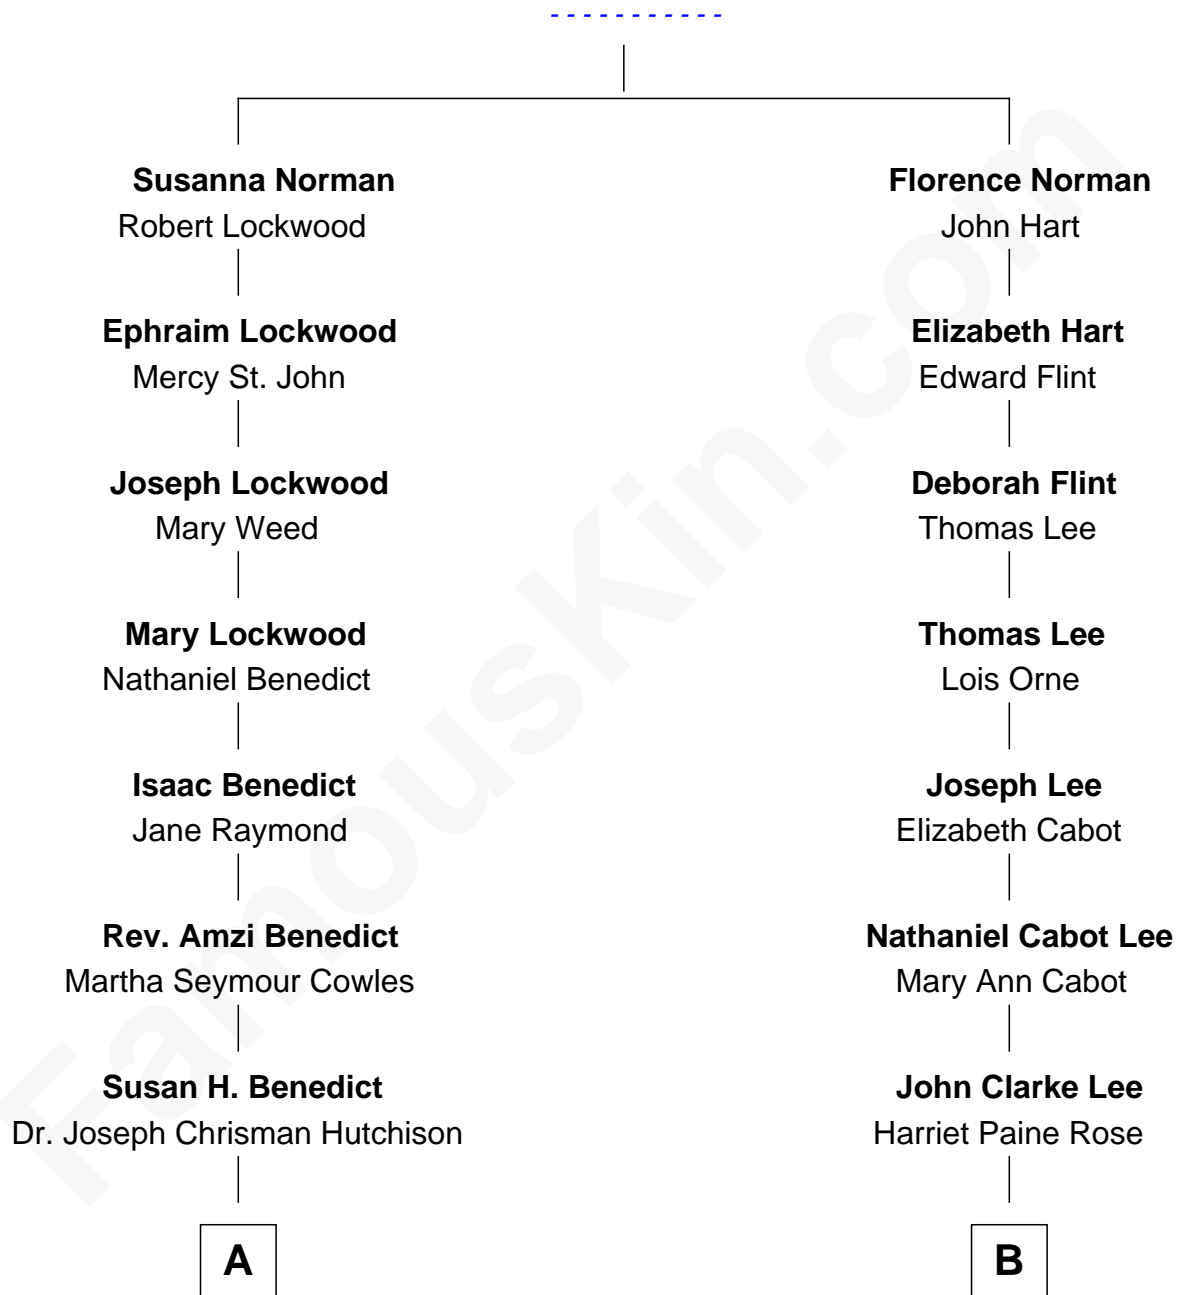 - - - - - - - - - - -
Susanna Norman
Robert Lockwood
Ephraim Lockwood
Mercy St. John
Joseph Lockwood
Mary Weed
Mary Lockwood
Nathaniel Benedict
Isaac Benedict
Jane Raymond
Rev. Amzi Benedict
Martha Seymour Cowles
Susan H. Benedict
Dr. Joseph Chrisman Hutchison
A
Florence Norman
John Hart
Elizabeth Hart
Edward Flint
Deborah Flint
Thomas Lee
Thomas Lee
Lois Orne
Joseph Lee
Elizabeth Cabot
Nathaniel Cabot Lee
Mary Ann Cabot
John Clarke Lee
Harriet Paine Rose
B
FamousKin.com